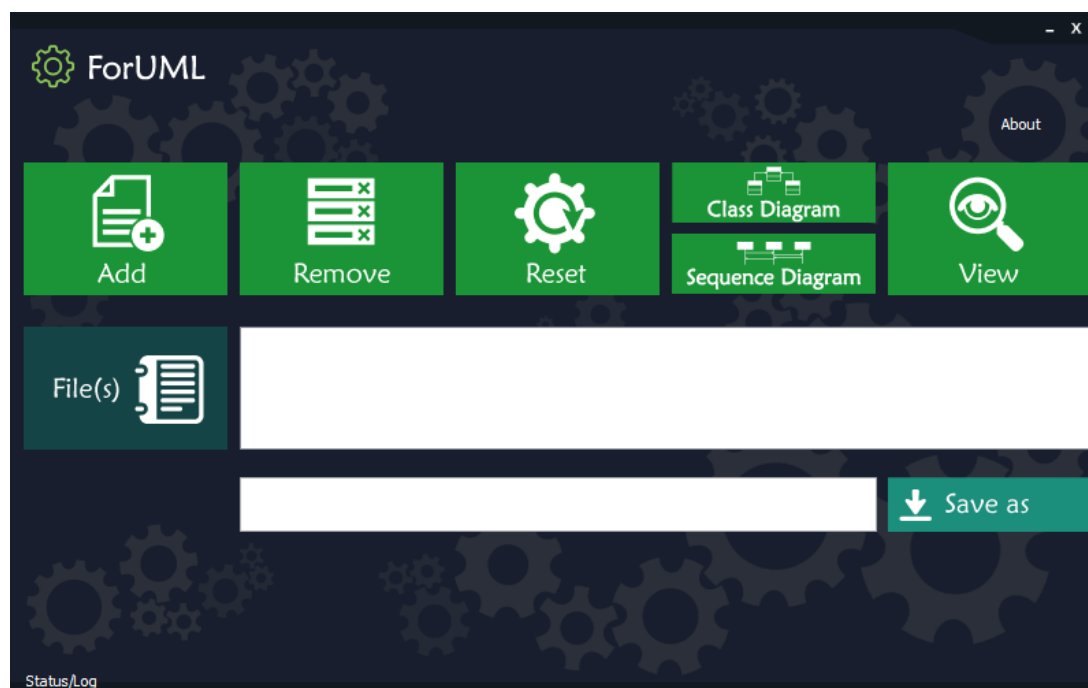 – X
ForUML
About
Add
Remove
Reset
Class Diagram
Sequence Diagram
View
File(s)
Save as
Status/Log